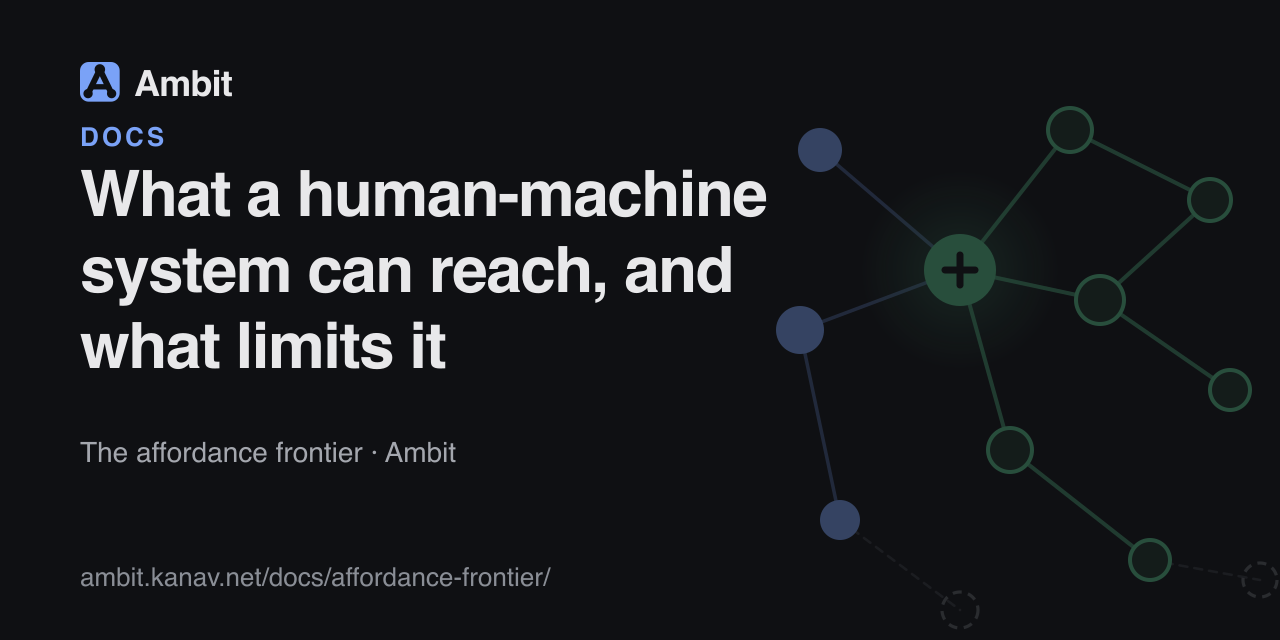 Ambit
DOCS
What a human-machine
system can reach, and
what limits it
The affordance frontier · Ambit
ambit.kanav.net/docs/affordance-frontier/